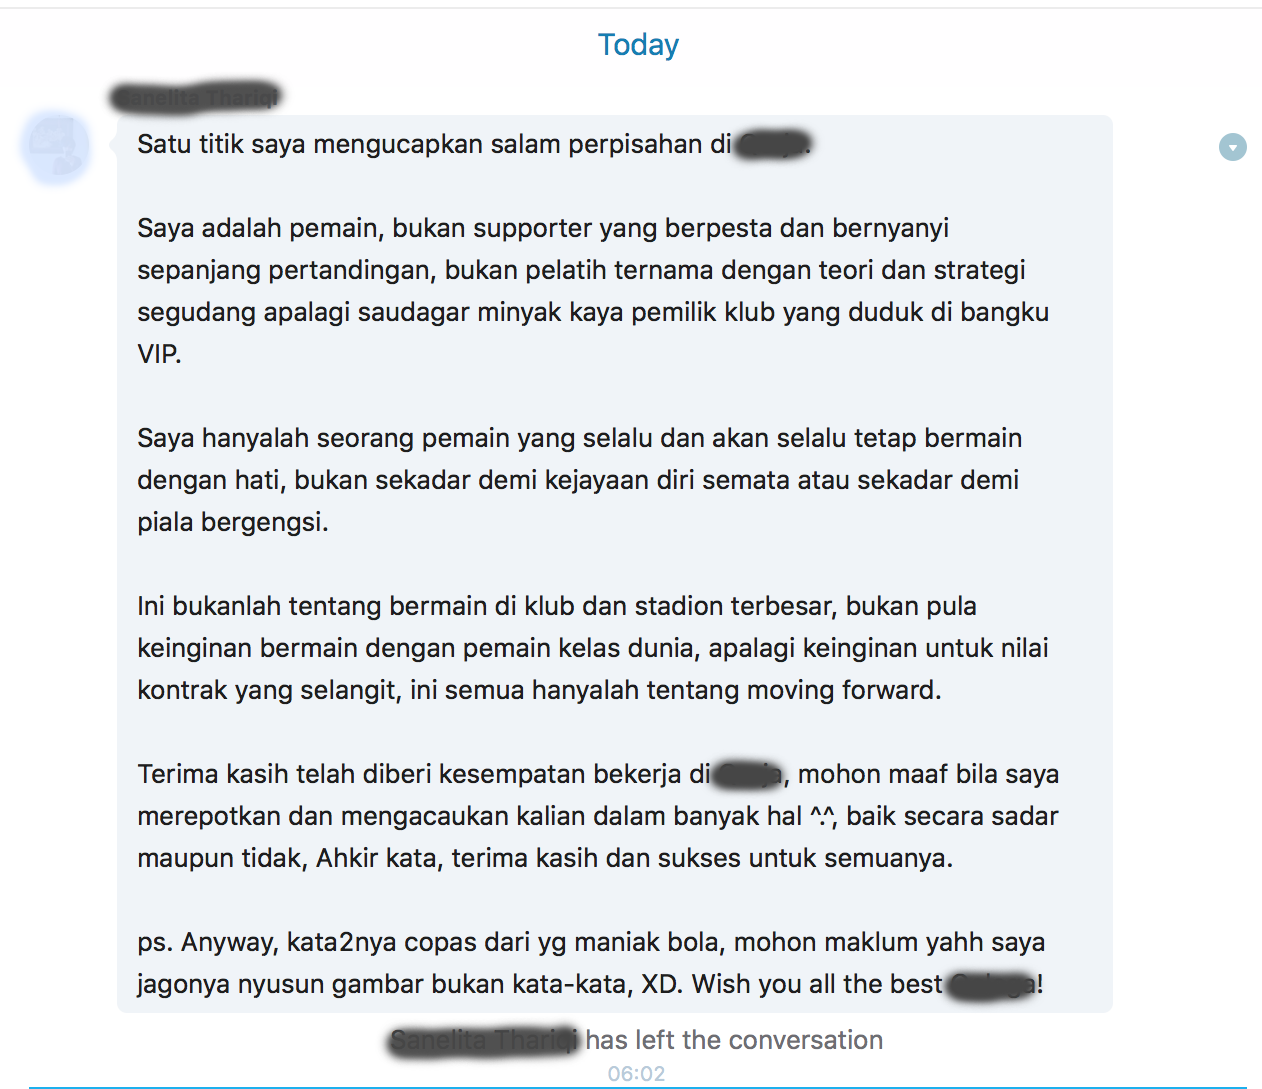 Today
Satu titik saya mengucapkan salam perpisahan di
Saya adalah pemain, bukan supporter yang berpesta dan bernyanyi
sepanjang pertandingan, bukan pelatih ternama dengan teori dan strategi
segudang apalagi saudagar minyak kaya pemilik klub yang duduk di bangku
VIP.
Saya hanyalah seorang pemain yang selalu dan akan selalu tetap bermain
dengan hati, bukan sekadar demi kejayaan diri semata atau sekadar demi
piala bergengsi.
Ini bukanlah tentang bermain di klub dan stadion terbesar, bukan pula
keinginan bermain dengan pemain kelas dunia, apalagi keinginan untuk nilai
kontrak yang selangit, ini semua hanyalah tentang moving forward.
Terima kasih telah diberi kesempatan bekerja di , mohon maaf bila saya
merepotkan dan mengacaukan kalian dalam banyak hal ^.^, baik secara sadar
maupun tidak, Ahkir kata, terima kasih dan sukses untuk semuanya.
ps. Anyway, kata2nya copas dari yg maniak bola, mohon maklum yahh saya
jagonya nyusun gambar bukan kata-kata, XD. Wish you all the best !
has left the conversation
06:02